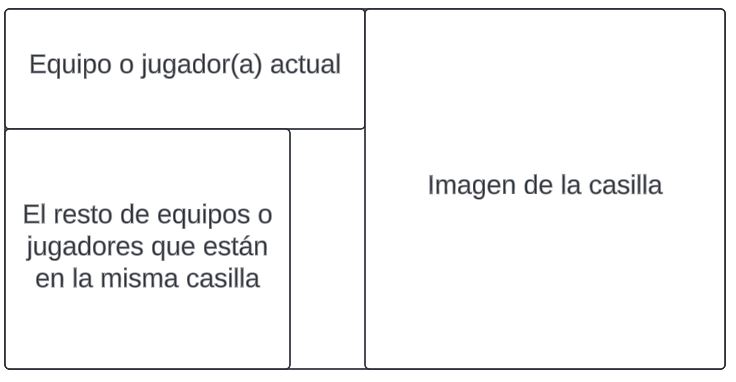 Equipo o jugador(a) actual
El resto de equipos o
jugadores que están
en la misma casilla
Imagen de la casilla